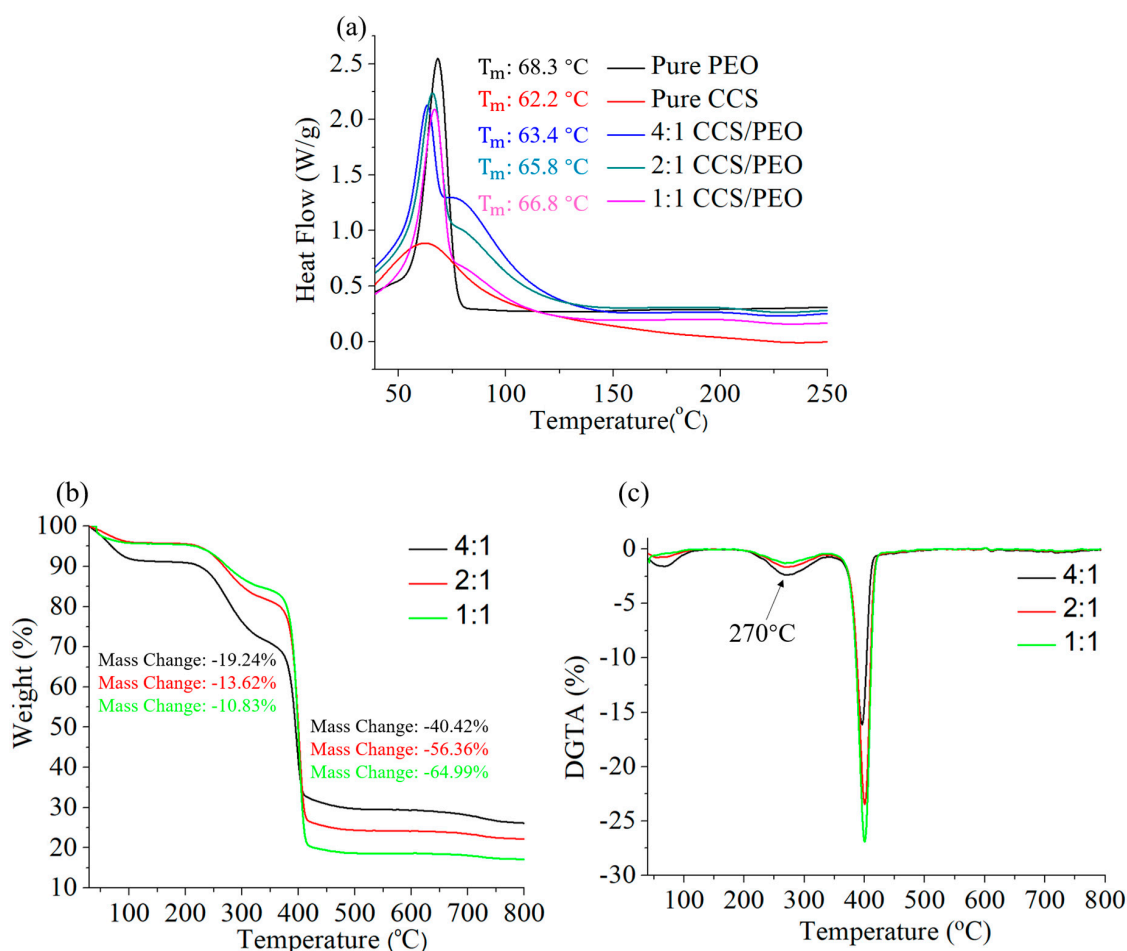 (a)
2.5
2.0
1.5
1.0
0.5
0.0
Heat Flow (W/g)
Tm: 68.3 °C
Pure PEO
Tm: 62.2 °C
Pure CCS
Tm: 63.4 °C
4:1 CCS/PEO
Tm: 65.8 °C
2:1 CCS/PEO
Tm: 66.8 °C
1:1 CCS/PEO
50 100 150 200 250
Temperature(°C)
(b)
100
90
80
70
60
50
40
30
20
10
Weight (%)
4:1
2:1
1:1
Mass Change: -19.24%
Mass Change: -13.62%
Mass Change: -10.83%
Mass Change: -40.42%
Mass Change: -56.36%
Mass Change: -64.99%
100 200 300 400 500 600 700 800
Temperature (°C)
(c)
0
-5
-10
-15
-20
-25
-30
DGTA (%)
270°C
4:1
2:1
1:1
100 200 300 400 500 600 700 800
Temperature (°C)